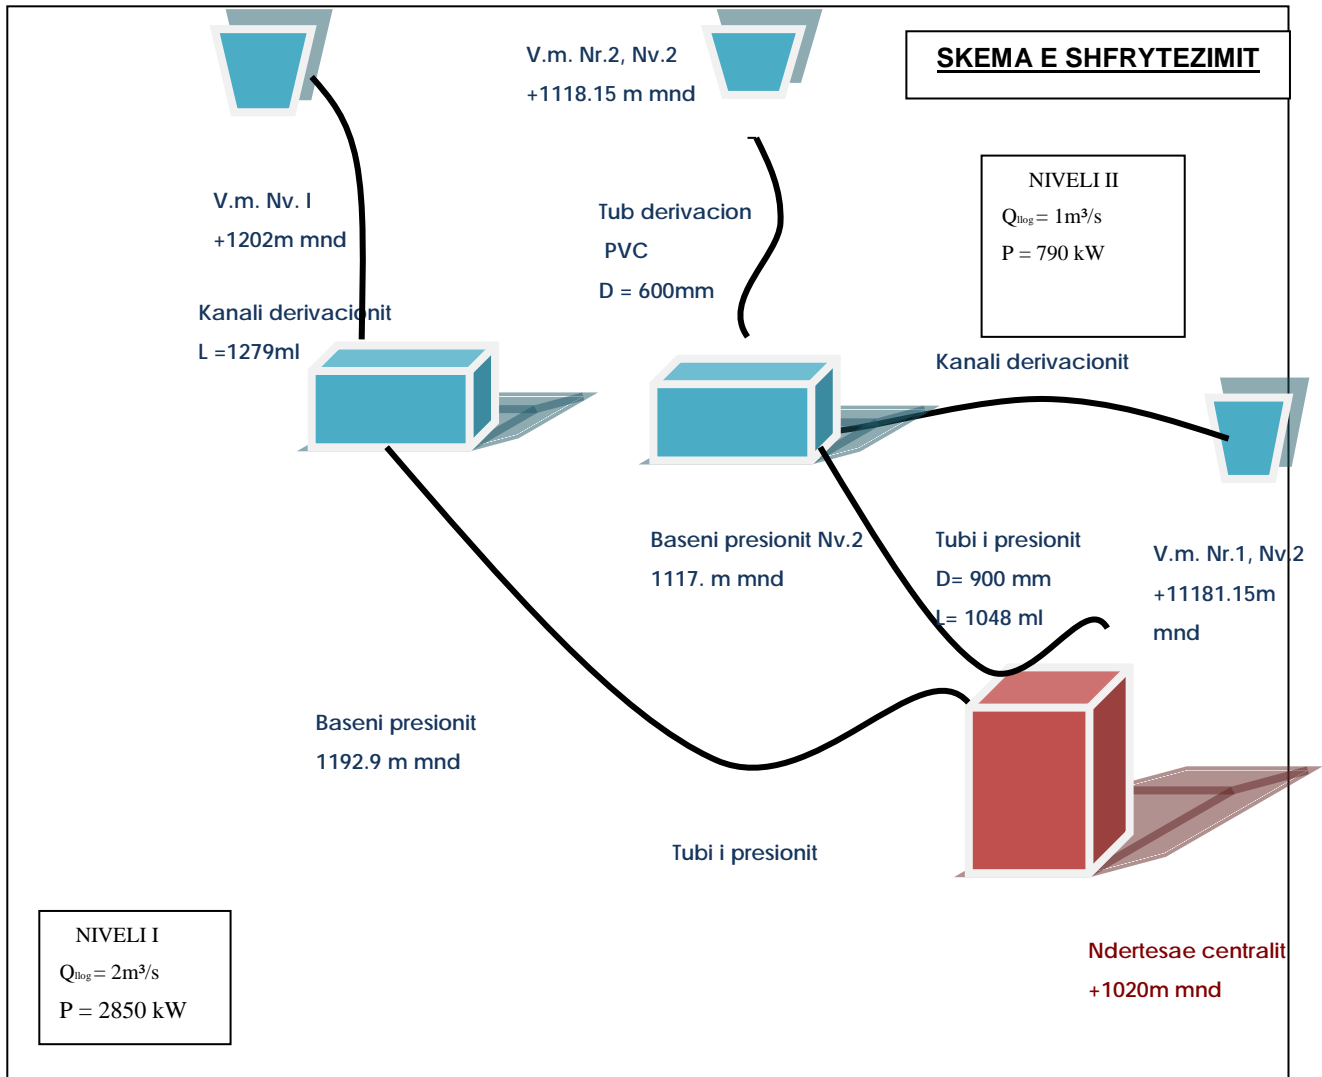 SKEMA E SHFRYTEZIMIT
V.m. Nr.2, Nv.2
+1118.15 m mnd
NIVELI II
Qllog = 1m³/s
P = 790 kW
V.m. Nv. I
+1202m mnd
Tub derivacion
PVC
D = 600mm
Kanali derivacionit
L =1279ml
Kanali derivacionit
Baseni presionit Nv.2
1117. m mnd
Tubi i presionit
D= 900 mm
L= 1048 ml
V.m. Nr.1, Nv.2
+11181.15m
mnd
Baseni presionit
1192.9 m mnd
Tubi i presionit
NIVELI I
Qllog = 2m³/s
P = 2850 kW
Ndertesae centralit
+1020m mnd